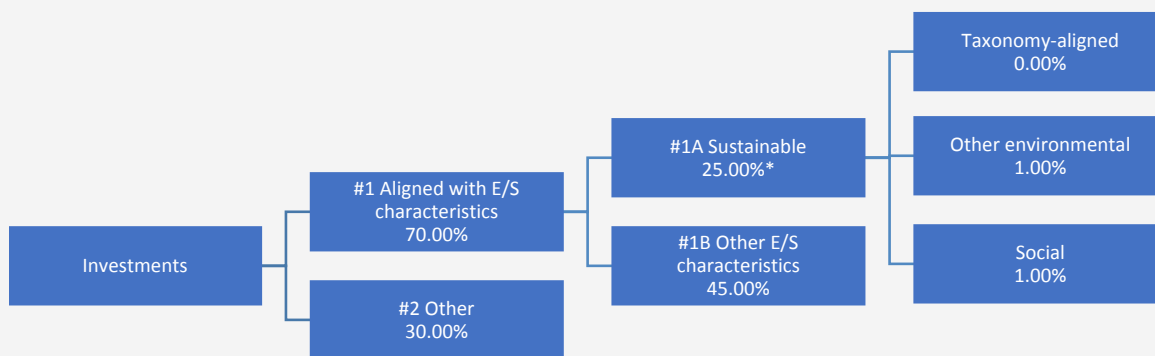 Investments
#1 Aligned with E/S
characteristics
70.00%
#2 Other
30.00%
#1A Sustainable
25.00%*
#1B Other E/S
characteristics
45.00%
Taxonomy-aligned
0.00%
Other environmental
1.00%
Social
1.00%